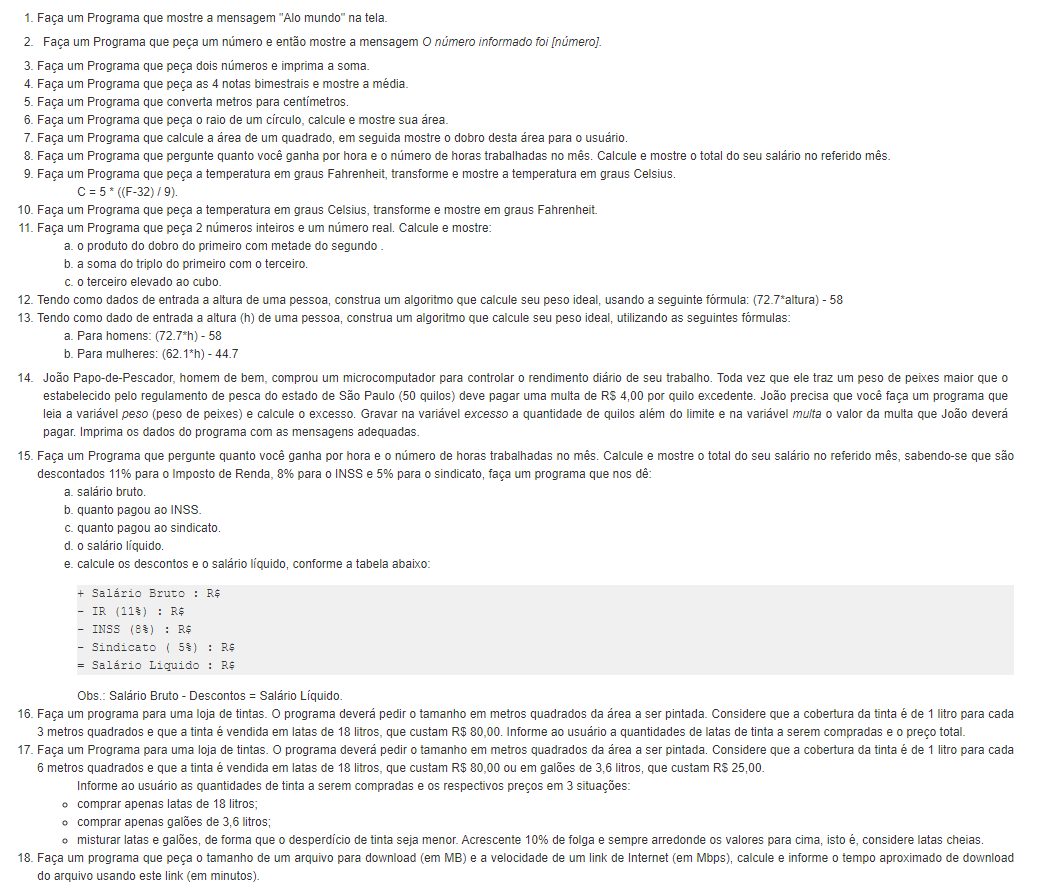 1. Faça um Programa que mostre a mensagem "Alo mundo" na tela.
2. Faça um Programa que peça um número e então mostre a mensagem O número informado foi [número].
3. Faça um Programa que peça dois números e imprima a soma.
4. Faça um Programa que peça as 4 notas bimestrais e mostre a média.
5. Faça um Programa que converta metros para centímetros.
6. Faça um Programa que peça o raio de um círculo, calcule e mostre sua área.
7. Faça um Programa que calcule a área de um quadrado, em seguida mostre o dobro desta área para o usuário.
8. Faça um Programa que pergunte quanto você ganha por hora e o número de horas trabalhadas no mês. Calcule e mostre o total do seu salário no referido mês.
9. Faça um Programa que peça a temperatura em graus Fahrenheit, transforme e mostre a temperatura em graus Celsius.
C = 5 * ((F-32) / 9).
10. Faça um Programa que peça a temperatura em graus Celsius, transforme e mostre em graus Fahrenheit.
11. Faça um Programa que peça 2 números inteiros e um número real. Calcule e mostre:
a. o produto do dobro do primeiro com metade do segundo .
b. a soma do triplo do primeiro com o terceiro.
c. o terceiro elevado ao cubo.
12. Tendo como dados de entrada a altura de uma pessoa, construa um algoritmo que calcule seu peso ideal, usando a seguinte fórmula: (72.7*altura) - 58
13. Tendo como dado de entrada a altura (h) de uma pessoa, construa um algoritmo que calcule seu peso ideal, utilizando as seguintes fórmulas:
a. Para homens: (72.7*h) - 58
b. Para mulheres: (62.1*h) - 44.7
14. João Papo-de-Pescador, homem de bem, comprou um microcomputador para controlar o rendimento diário de seu trabalho. Toda vez que ele traz um peso de peixes maior que o
estabelecido pelo regulamento de pesca do estado de São Paulo (50 quilos) deve pagar uma multa de R$ 4,00 por quilo excedente. João precisa que você faça um programa que
leia a variável peso (peso de peixes) e calcule o excesso. Gravar na variável excesso a quantidade de quilos além do limite e na variável multa o valor da multa que João deverá
pagar. Imprima os dados do programa com as mensagens adequadas.
15. Faça um Programa que pergunte quanto você ganha por hora e o número de horas trabalhadas no mês. Calcule e mostre o total do seu salário no referido mês, sabendo-se que são
descontados 11% para o Imposto de Renda, 8% para o INSS e 5% para o sindicato, faça um programa que nos dê:
a. salário bruto.
b. quanto pagou ao INSS.
c. quanto pagou ao sindicato.
d. o salário líquido.
e. calcule os descontos e o salário líquido, conforme a tabela abaixo:
+ Salário Bruto : R$
- IR (11%) : R$
- INSS (8%) : R$
- Sindicato ( 5%) : R$
= Salário Liquido : R$
Obs.: Salário Bruto - Descontos = Salário Líquido.
16. Faça um programa para uma loja de tintas. O programa deverá pedir o tamanho em metros quadrados da área a ser pintada. Considere que a cobertura da tinta é de 1 litro para cada
3 metros quadrados e que a tinta é vendida em latas de 18 litros, que custam R$ 80,00. Informe ao usuário a quantidades de latas de tinta a serem compradas e o preço total.
17. Faça um Programa para uma loja de tintas. O programa deverá pedir o tamanho em metros quadrados da área a ser pintada. Considere que a cobertura da tinta é de 1 litro para cada
6 metros quadrados e que a tinta é vendida em latas de 18 litros, que custam R$ 80,00 ou em galões de 3,6 litros, que custam R$ 25,00.
Informe ao usuário as quantidades de tinta a serem compradas e os respectivos preços em 3 situações:
o comprar apenas latas de 18 litros;
o comprar apenas galões de 3,6 litros;
o misturar latas e galões, de forma que o desperdício de tinta seja menor. Acrescente 10% de folga e sempre arredonde os valores para cima, isto é, considere latas cheias.
18. Faça um programa que peça o tamanho de um arquivo para download (em MB) e a velocidade de um link de Internet (em Mbps), calcule e informe o tempo aproximado de download
do arquivo usando este link (em minutos).